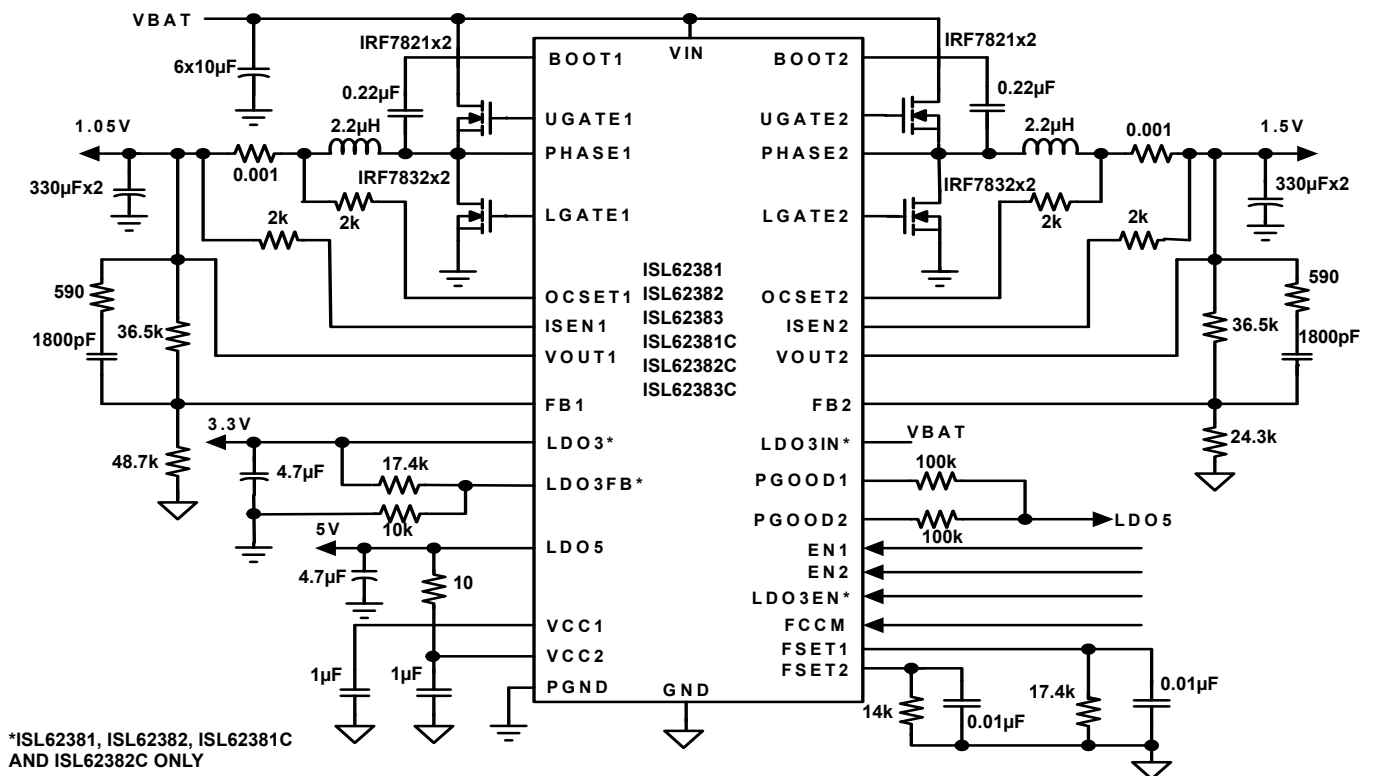 VBAT
IRF7821x2
VIN
IRF7821x2
BOOT1
BOOT2
6x10µF
0.22µF
0.22µF
UGATE1
UGATE2
1.05V
2.2µH
2.2µH
0.001
1.5V
PHASE1
PHASE2
0.001
IRF7832x2
IRF7832x2
330µFx2
330µFx2
2k
2k
LGATE1
LGATE2
2k
2k
ISL62381
ISL62382
ISL62383
ISL62381C
ISL62382C
ISL62383C
590
590
OCSET1
OCSET2
ISEN1
ISEN2
1800pF
36.5k
36.5k
1800pF
VOUT1
VOUT2
FB1
FB2
3.3V
LDO3*
LDO3IN*
VBAT
24.3k
48.7k
4.7µF
17.4k
100k
LDO3FB*
PGOOD1
10k
PGOOD2
100k
LDO5
5V
LDO5
EN1
4.7µF
10
EN2
LDO3EN*
VCC1
FCCM
FSET1
VCC2
FSET2
1µF
1µF
PGND
GND
14k
0.01µF
17.4k
0.01µF
*ISL62381, ISL62382, ISL62381C
AND ISL62382C ONLY